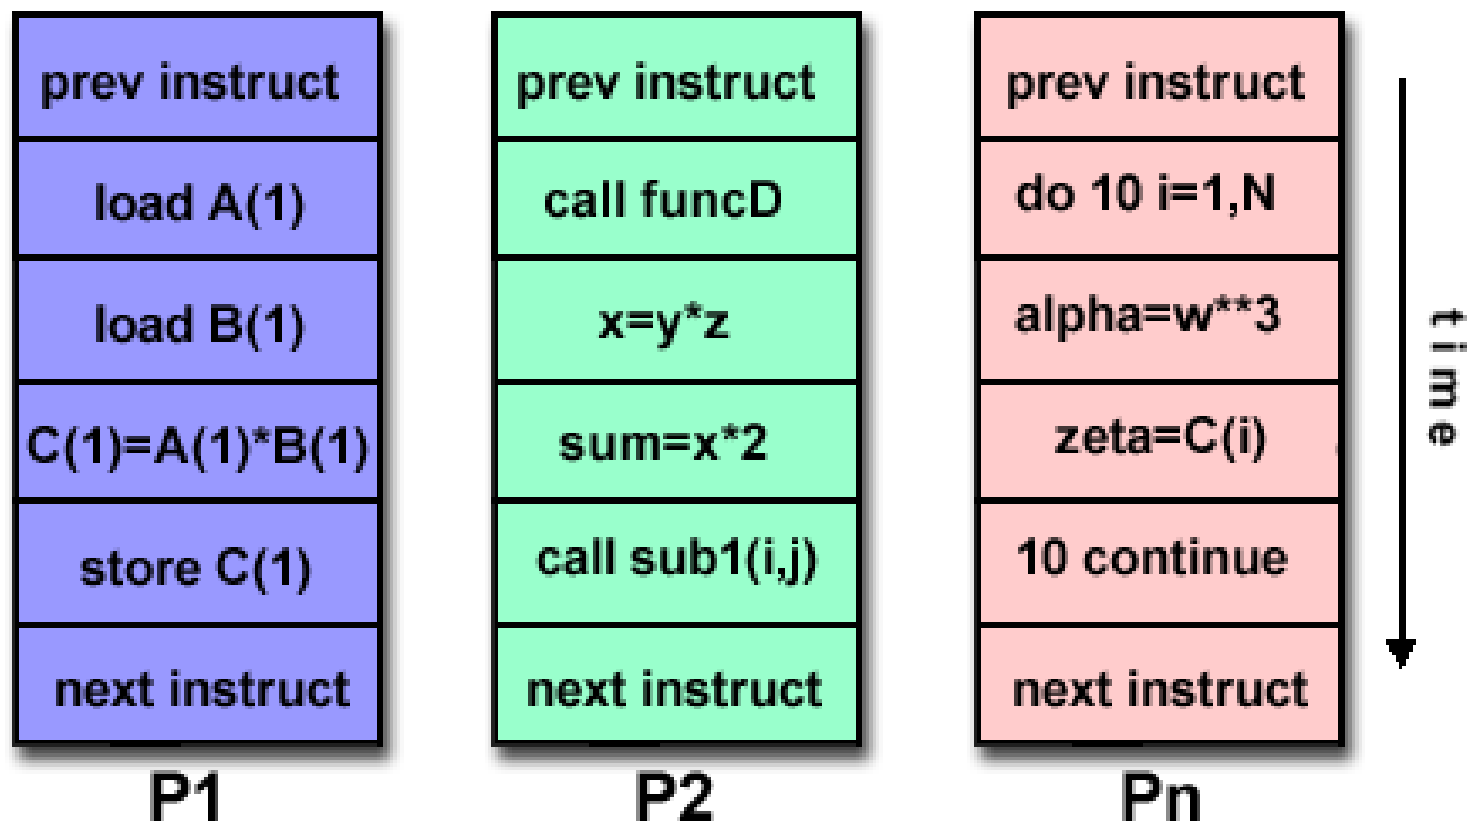 prev instruct
load A(1)
load B(1)
C(1)=A(1)*B(1)
store C(1)
next instruct
P1
prev instruct
call funcD
x=y*z
sum=x*2
call sub1(i,j)
next instruct
P2
prev instruct
do 10 i=1,N
alpha=w**3
zeta=C(i)
10 continue
next instruct
Pn
time